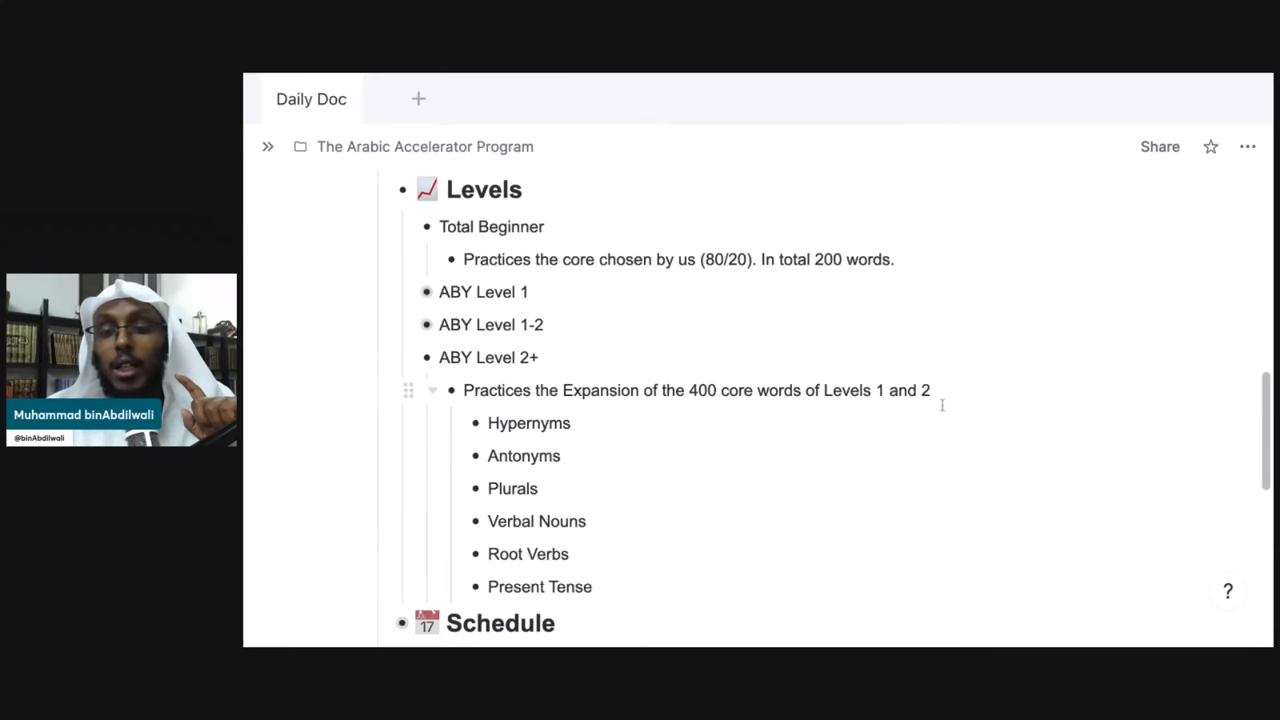 Daily Doc +
» The Arabic Accelerator Program Share
Levels
Total Beginner
Practices the core chosen by us (80/20). In total 200 words.
ABY Level 1
ABY Level 1-2
ABY Level 2+
Practices the Expansion of the 400 core words of Levels 1 and 2
Hypernyms
Antonyms
Plurals
Verbal Nouns
Root Verbs
Present Tense
17 Schedule
?
Muhammad binAbdilwali
@binAbdilwali